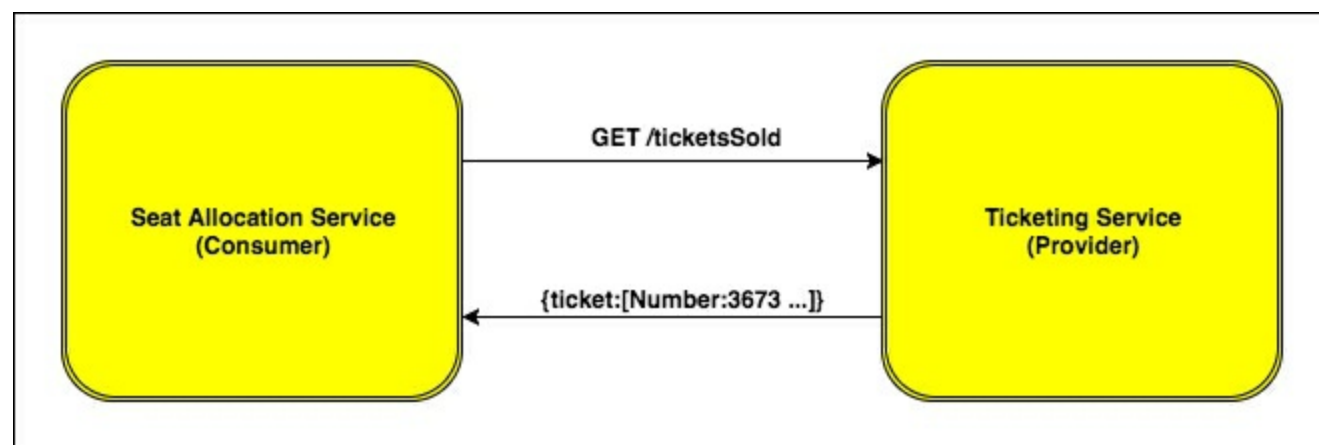 GET /ticketsSold
Seat Allocation Service
(Consumer)
Ticketing Service
(Provider)
{ticket:[Number:3673 ...]}